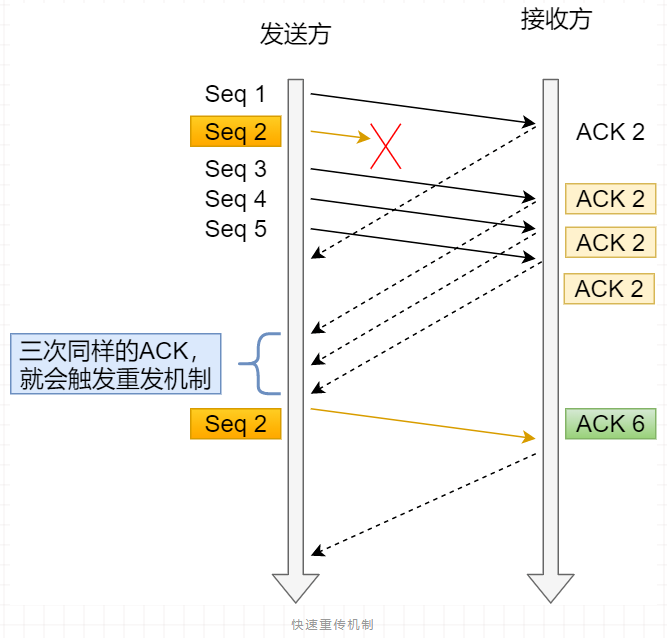 发送方
接收方
Seq 1
Seq 2
ACK 2
Seq 3
Seq 4
ACK 2
Seq 5
ACK 2
ACK 2
三次同样的ACK,
就会触发重发机制
Seq 2
ACK 6
快速重传机制